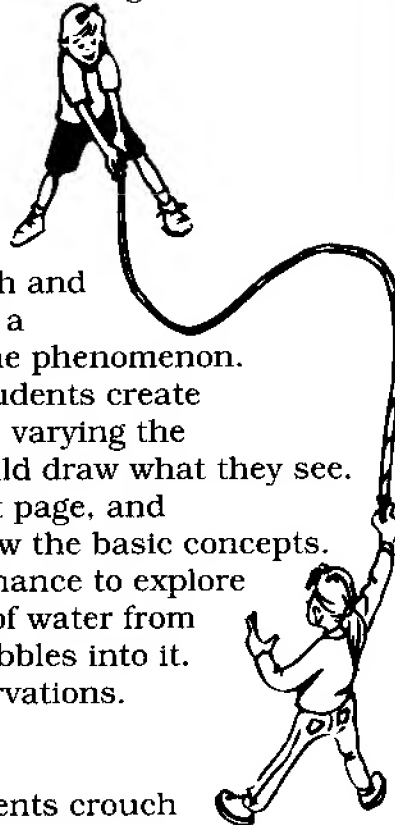 h and
a
e phenomenon.
udents create
varying the
ld draw what they see.
t page, and
w the basic concepts.
nance to explore
of water from
bbles into it.
rvations.
ents crouch